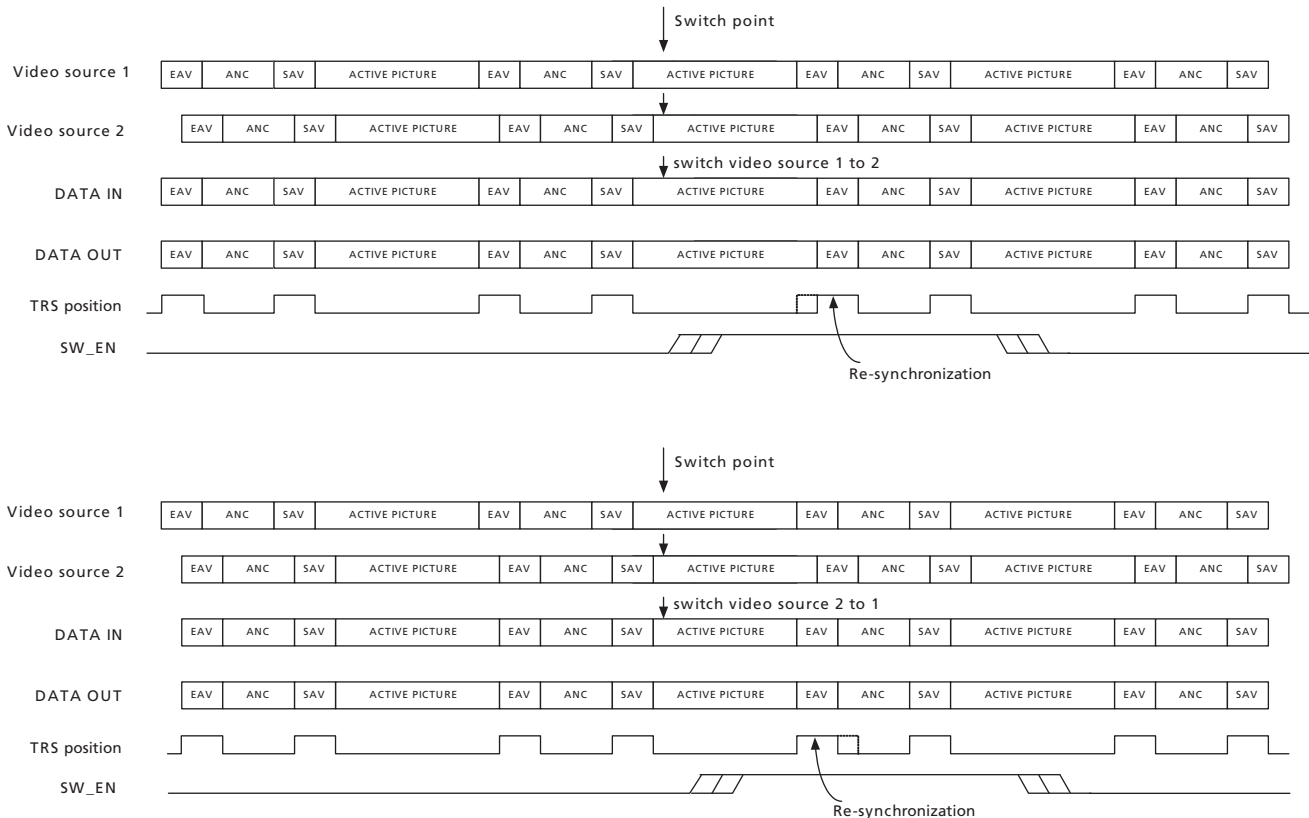 Switch point
Video source 1 EAV ANC SAV ACTIVE PICTURE EAV ANC SAV ACTIVE PICTURE EAV ANC SAV ACTIVE PICTURE EAV ANC SAV
Video source 2 EAV ANC SAV ACTIVE PICTURE EAV ANC SAV ACTIVE PICTURE EAV ANC SAV ACTIVE PICTURE EAV ANC SAV
switch video source 1 to 2
DATA IN EAV ANC SAV ACTIVE PICTURE EAV ANC SAV ACTIVE PICTURE EAV ANC SAV ACTIVE PICTURE EAV ANC SAV
DATA OUT EAV ANC SAV ACTIVE PICTURE EAV ANC SAV ACTIVE PICTURE EAV ANC SAV ACTIVE PICTURE EAV ANC SAV
TRS position
SW_EN
Re-synchronization
Switch point
Video source 1 EAV ANC SAV ACTIVE PICTURE EAV ANC SAV ACTIVE PICTURE EAV ANC SAV ACTIVE PICTURE EAV ANC SAV
Video source 2 EAV ANC SAV ACTIVE PICTURE EAV ANC SAV ACTIVE PICTURE EAV ANC SAV ACTIVE PICTURE EAV ANC SAV
switch video source 2 to 1
DATA IN EAV ANC SAV ACTIVE PICTURE EAV ANC SAV ACTIVE PICTURE EAV ANC SAV ACTIVE PICTURE EAV ANC SAV
DATA OUT EAV ANC SAV ACTIVE PICTURE EAV ANC SAV ACTIVE PICTURE EAV ANC SAV ACTIVE PICTURE EAV ANC SAV
TRS position
SW_EN
Re-synchronization